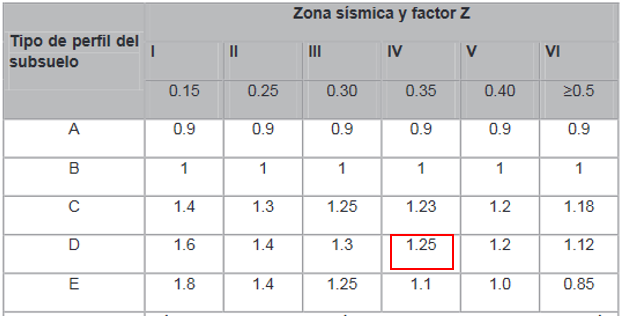 Zona sísmica y factor Z
Tipo de perfil del
subsuelo
I II III IV V VI
0.15 0.25 0.30 0.35 0.40 ≥0.5
A 0.9 0.9 0.9 0.9 0.9 0.9
B 1 1 1 1 1 1
C 1.4 1.3 1.25 1.23 1.2 1.18
D 1.6 1.4 1.3 1.25 1.2 1.12
E 1.8 1.4 1.25 1.1 1.0 0.85